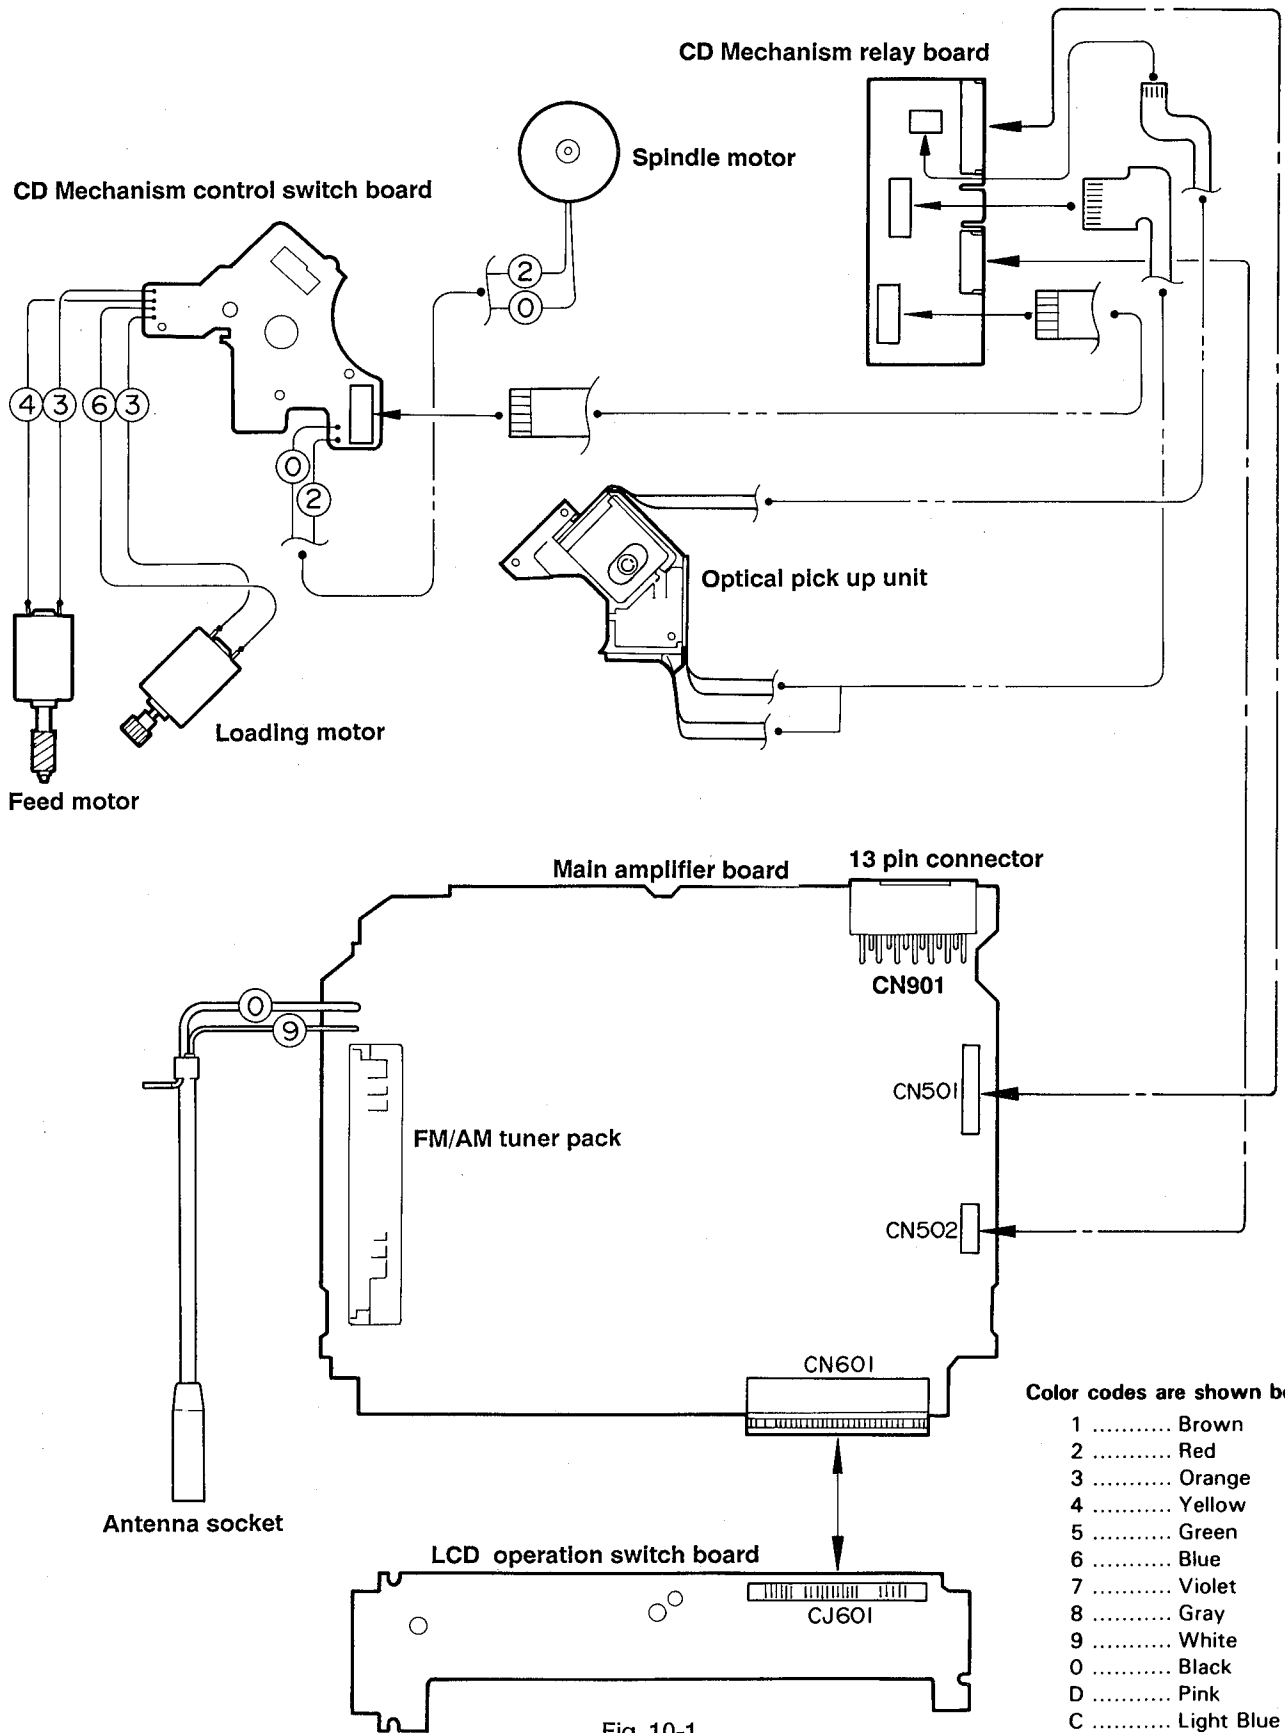 CD Mechanism relay board
Spindle motor
CD Mechanism control switch board
2
0
4 3 6 3
0
2
Optical pick up unit
Loading motor
Feed motor
Main amplifier board
13 pin connector
CN901
0
9
CN501
FM/AM tuner pack
CN502
CN601
Color codes are shown
1 ........... Brown
2 ........... Red
3 ........... Orange
4 ........... Yellow
5 ........... Green
6 ........... Blue
7 ........... Violet
8 ........... Gray
9 ........... White
0 ........... Black
D ........... Pink
C ........... Light Blue
Antenna socket
LCD operation switch board
CJ601
Fig. 10-1